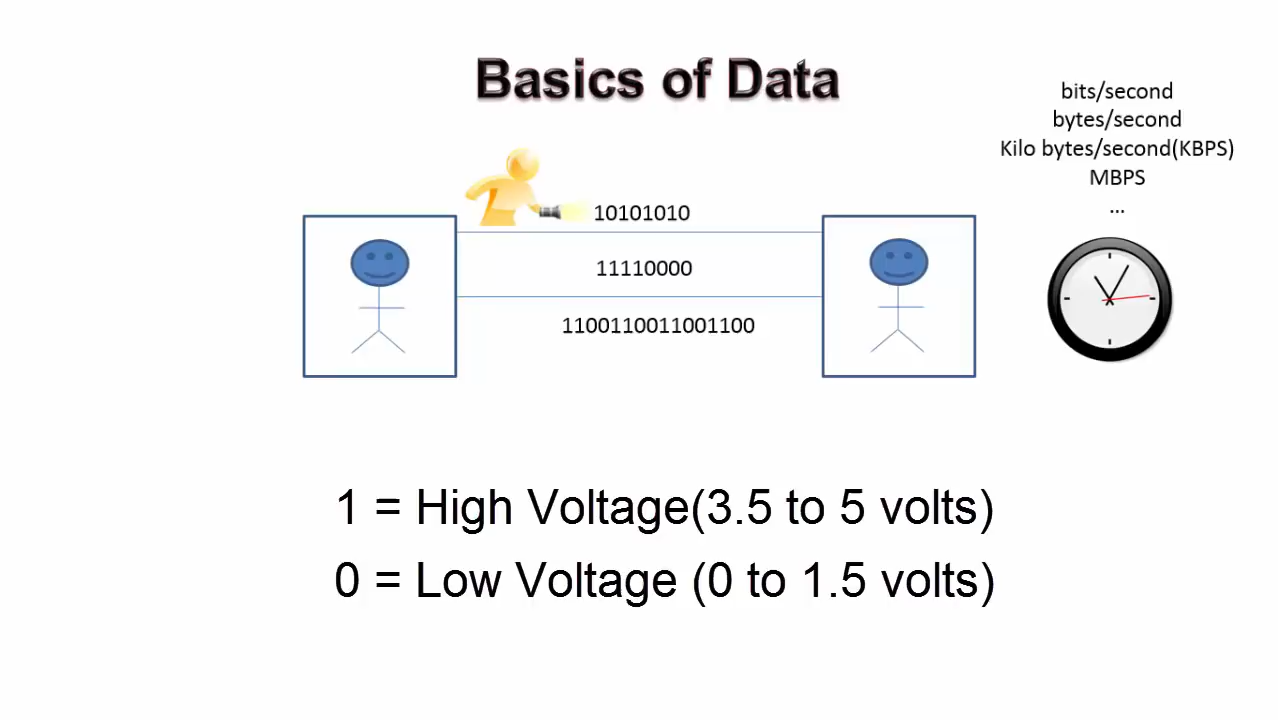 Basics of Data
bits/second
bytes/second
Kilo bytes/second(KBPS)
MBPS
...
10101010
11110000
1100110011001100
1 = High Voltage(3.5 to 5 volts)
0 = Low Voltage (0 to 1.5 volts)